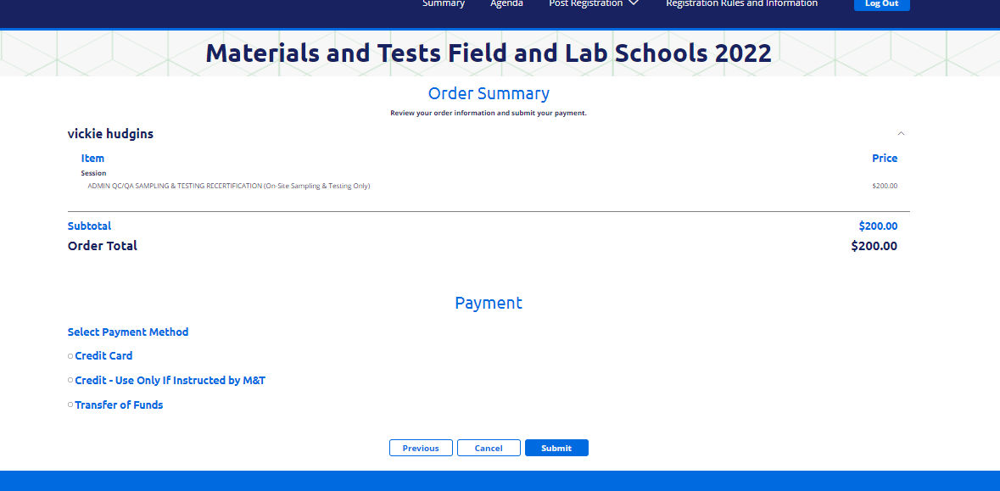 Summary Agenda Post Registration Registration Rules and Information Log Out
Materials and Tests Field and Lab Schools 2022
Order Summary
Review your order information and submit your payment.
vickie hudgins
Item Price
Session
ADMIN QC/QA SAMPLING & TESTING RECERTIFICATION (On-Site Sampling & Testing Only) $200.00
Subtotal $200.00
Order Total $200.00
Payment
Select Payment Method
Credit Card
Credit - Use Only If Instructed by M&T
Transfer of Funds
Previous Cancel Submit